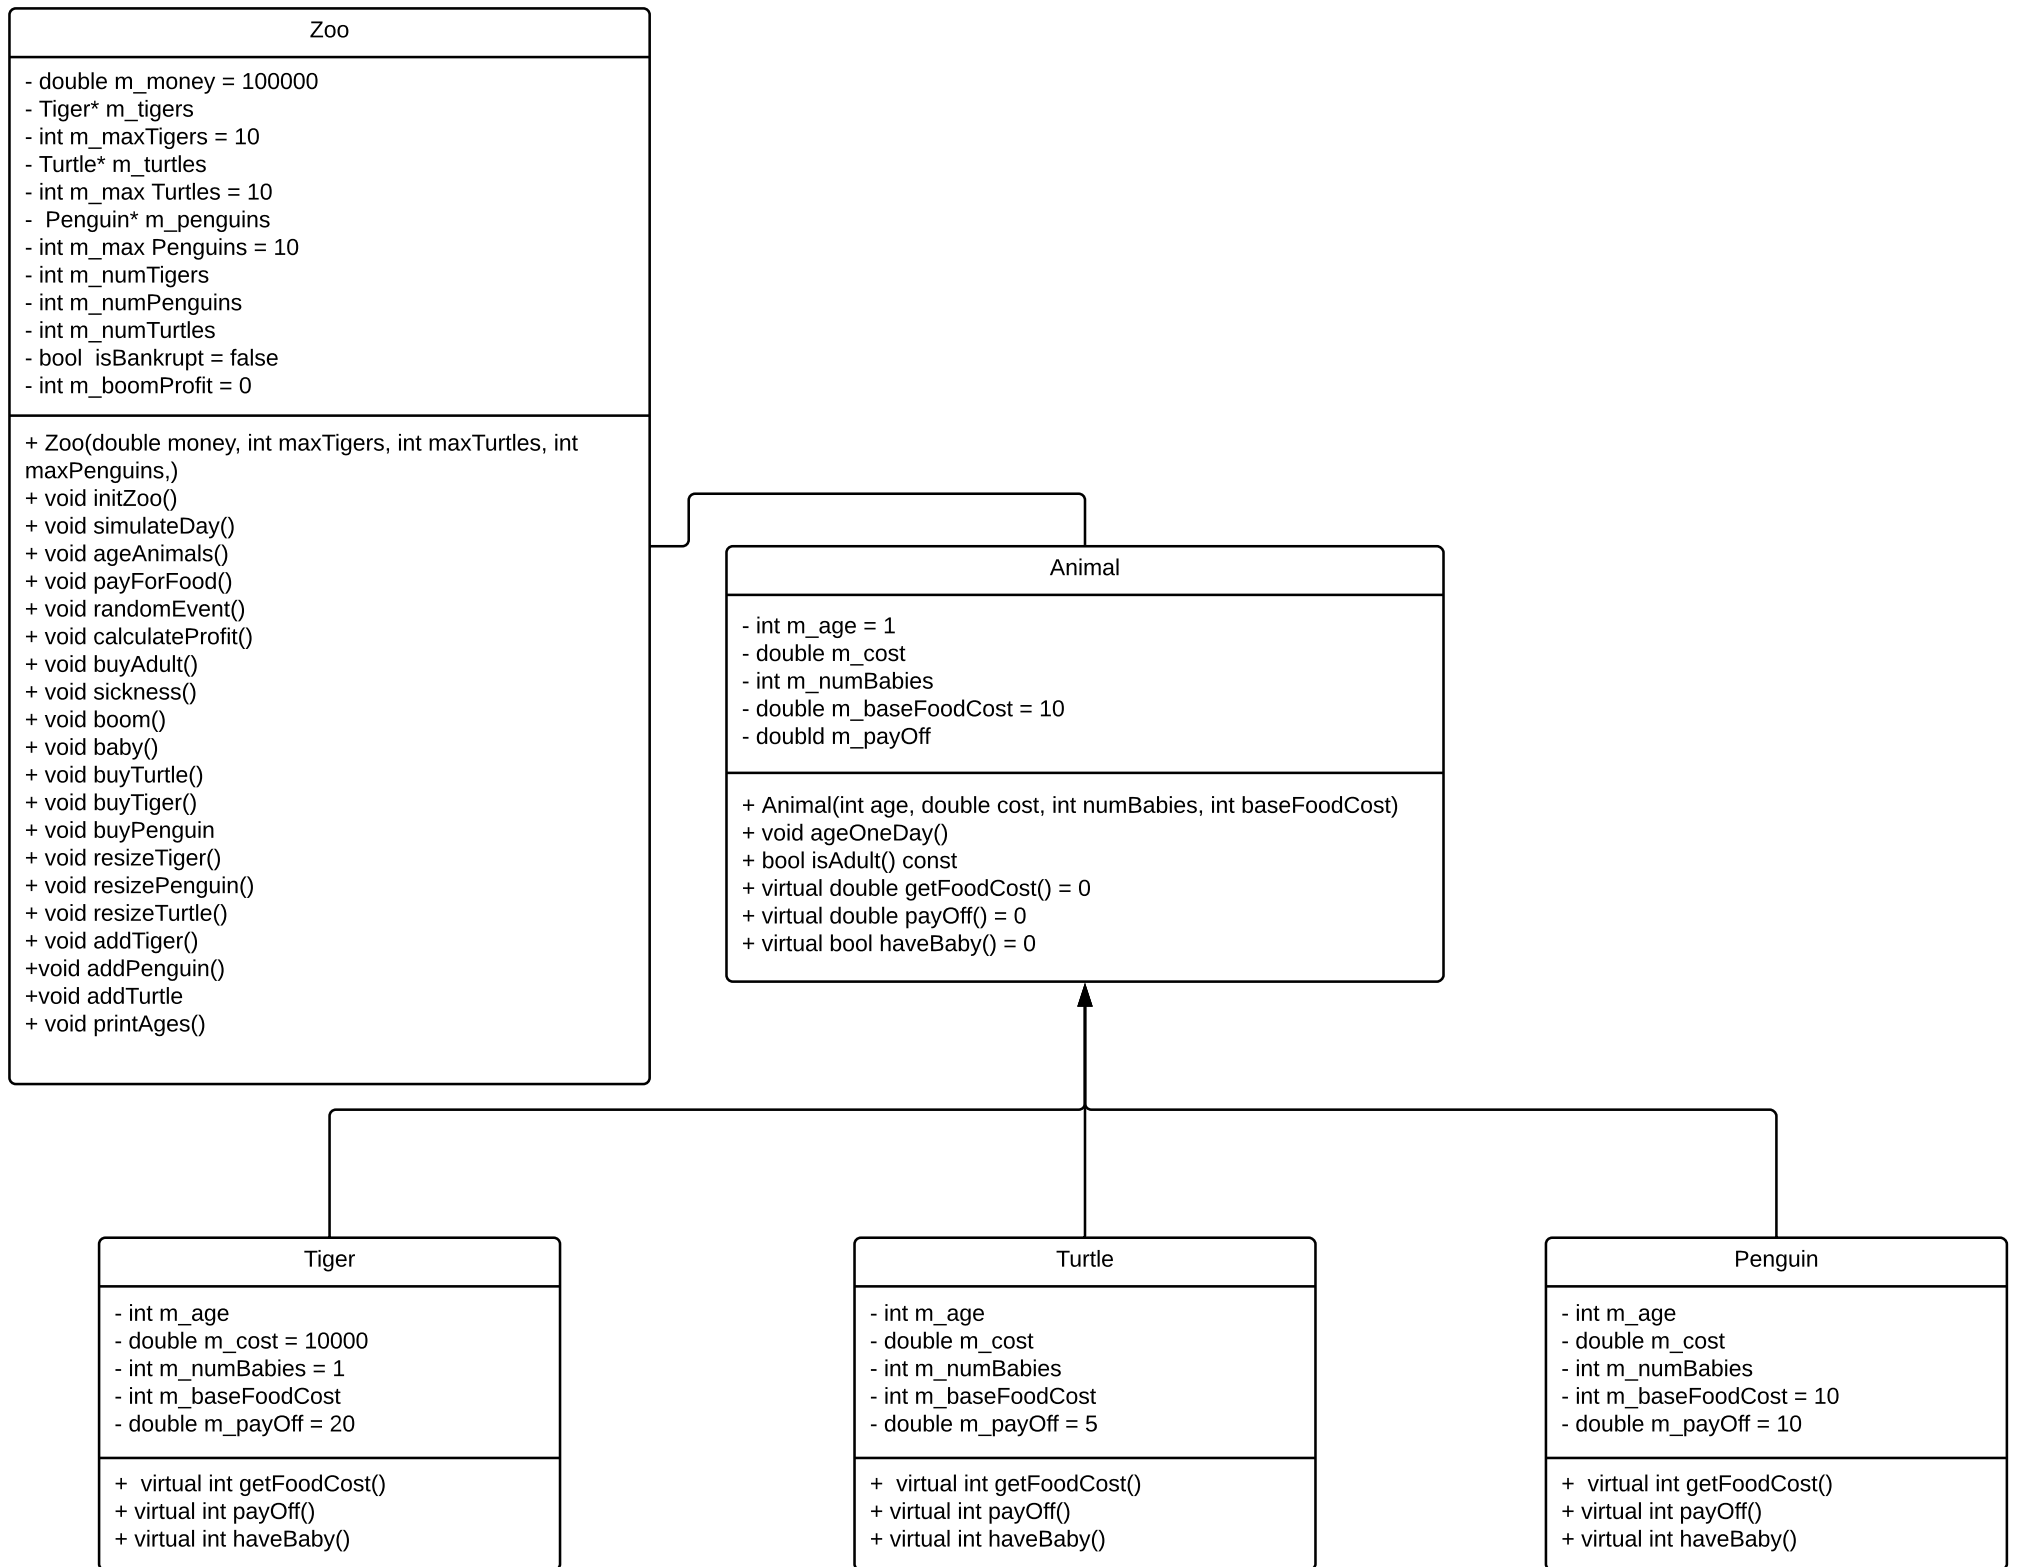 Zoo
- double m_money = 100000
- Tiger* m_tigers
- int m_maxTigers = 10
- Turtle* m_turtles
- int m_max Turtles = 10
-  Penguin* m_penguins
- int m_max Penguins = 10
- int m_numTigers
- int m_numPenguins
- int m_numTurtles
- bool  isBankrupt = false
- int m_boomProfit = 0
+ Zoo(double money, int maxTigers, int maxTurtles, int
maxPenguins,)
+ void initZoo()
+ void simulateDay()
+ void ageAnimals()
+ void payForFood()
+ void randomEvent()
+ void calculateProfit()
+ void buyAdult()
+ void sickness()
+ void boom()
+ void baby()
+ void buyTurtle()
+ void buyTiger()
+ void buyPenguin
+ void resizeTiger()
+ void resizePenguin()
+ void resizeTurtle()
+ void addTiger()
+void addPenguin()
+void addTurtle
+ void printAges()
Animal
- int m_age = 1
- double m_cost
- int m_numBabies
- double m_baseFoodCost = 10
- doubld m_payOff
+ Animal(int age, double cost, int numBabies, int baseFoodCost)
+ void ageOneDay()
+ bool isAdult() const
+ virtual double getFoodCost() = 0
+ virtual double payOff() = 0
+ virtual bool haveBaby() = 0
Tiger
- int m_age
- double m_cost = 10000
- int m_numBabies = 1
- int m_baseFoodCost
- double m_payOff = 20
+  virtual int getFoodCost()
+ virtual int payOff()
+ virtual int haveBaby()
Turtle
- int m_age
- double m_cost
- int m_numBabies
- int m_baseFoodCost
- double m_payOff = 5
+  virtual int getFoodCost()
+ virtual int payOff()
+ virtual int haveBaby()
Penguin
- int m_age
- double m_cost
- int m_numBabies
- int m_baseFoodCost = 10
- double m_payOff = 10
+  virtual int getFoodCost()
+ virtual int payOff()
+ virtual int haveBaby()